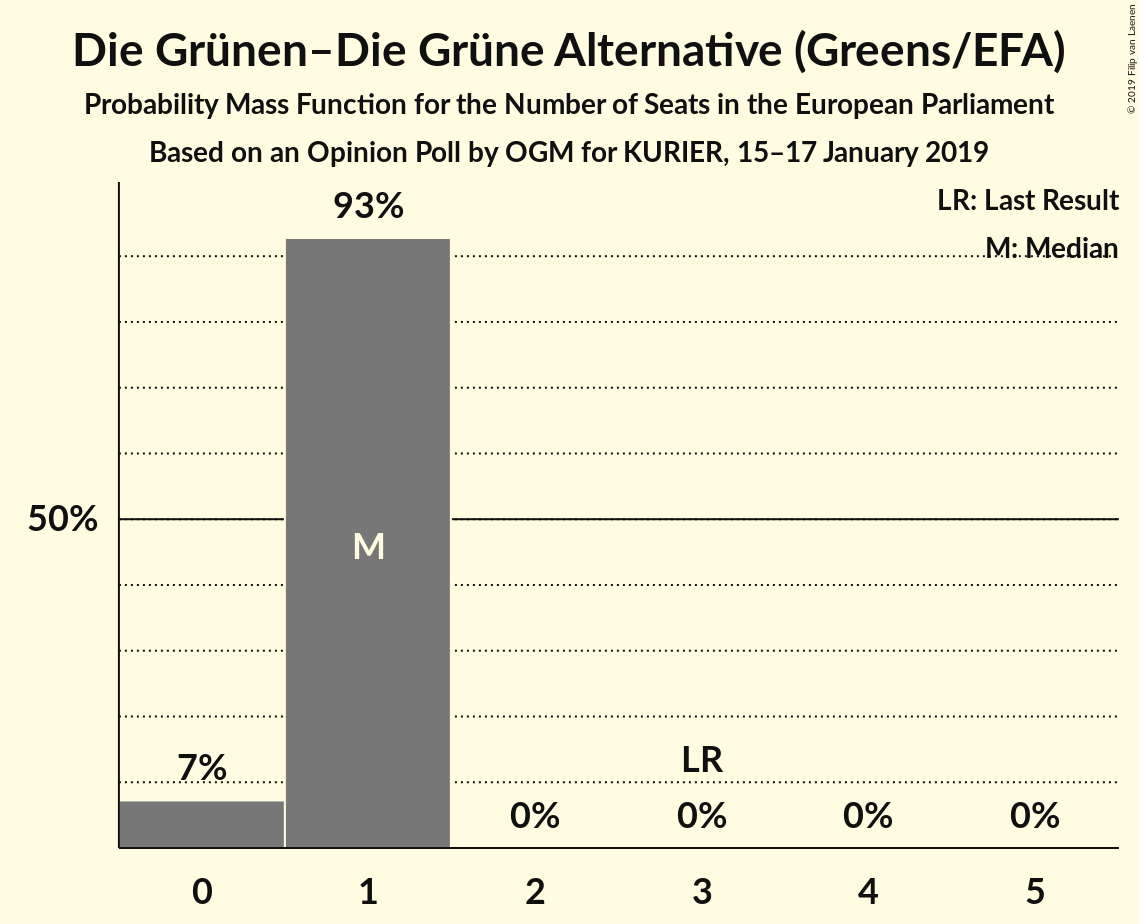 Die Grünen–Die Grüne Alternative (Greens/EFA)
Probability Mass Function for the Number of Seats in the European Parliament
Based on an Opinion Poll by OGM for KURIER, 15–17 January 2019
© 2019 Filip van Laenen
LR: Last Result
M: Median
93%
50%
M
7%
LR
0% 0% 0% 0%
0 1 2 3 4 5